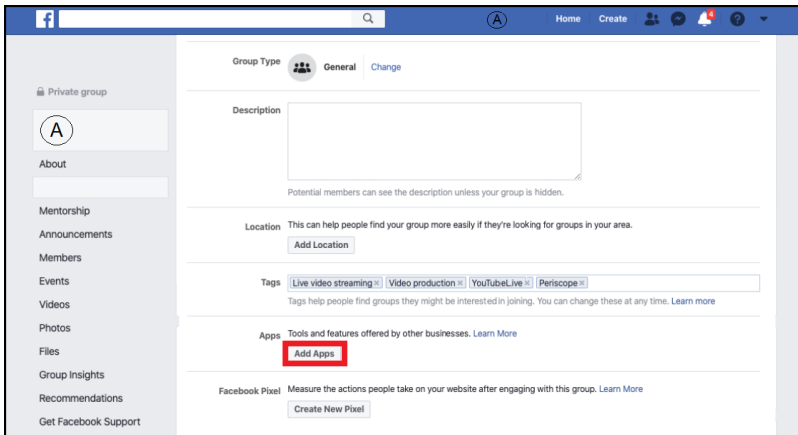 f
A
Home
Create
4
?
Private group
A
About
Mentorship
Announcements
Members
Events
Videos
Photos
Files
Group Insights
Recommendations
Get Facebook Support
Group Type
General
Change
Description
Potential members can see the description unless your group is hidden.
Location
This can help people find your group more easily if they're looking for groups in your area.
Add Location
Tags
Live video streaming × Video production × YouTubeLive × Periscope ×
Tags help people find groups they might be interested in joining. You can change these at any time. Learn more
Apps
Tools and features offered by other businesses. Learn More
Add Apps
Facebook Pixel
Measure the actions people take on your website after engaging with this group. Learn More
Create New Pixel